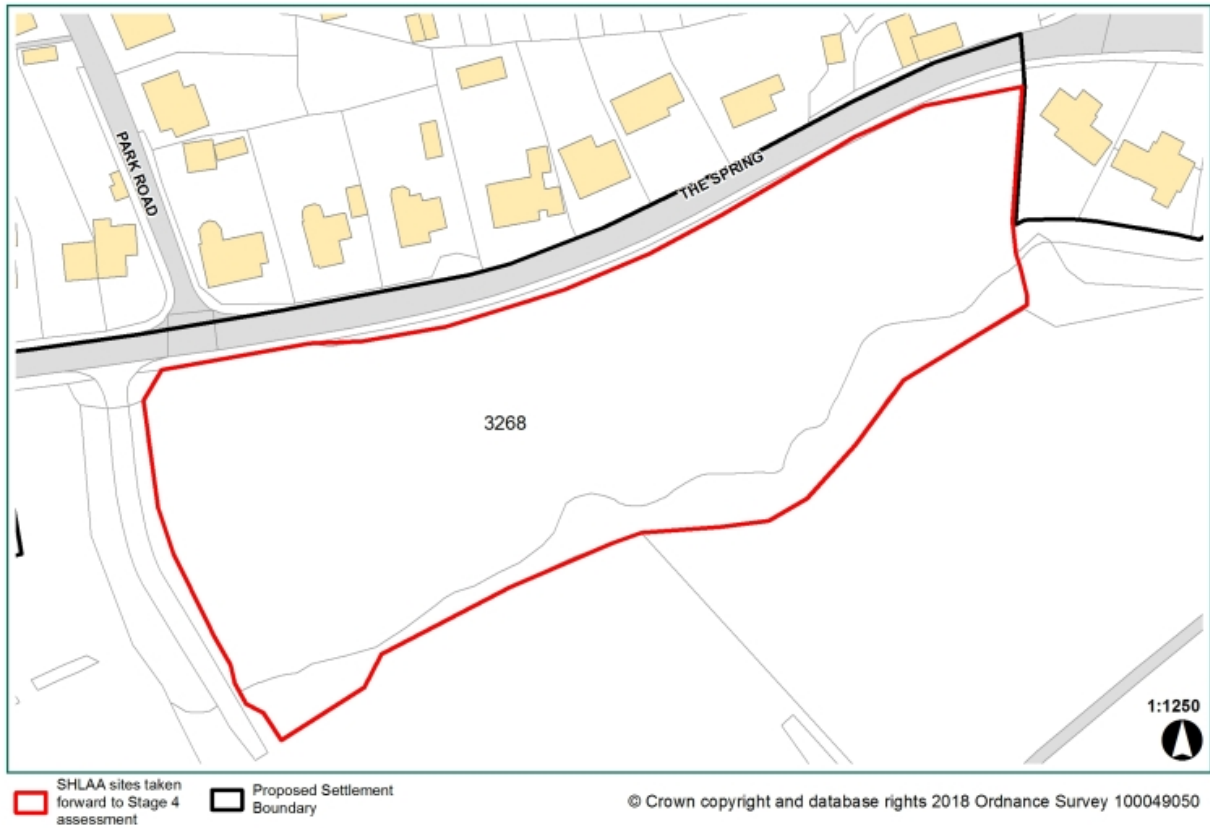 PARK ROAD
THE SPRING
3268
1:1250
SHLAA sites taken
forward to Stage 4
assessment
Proposed Settlement
Boundary
© Crown copyright and database rights 2018 Ordnance Survey 100049050